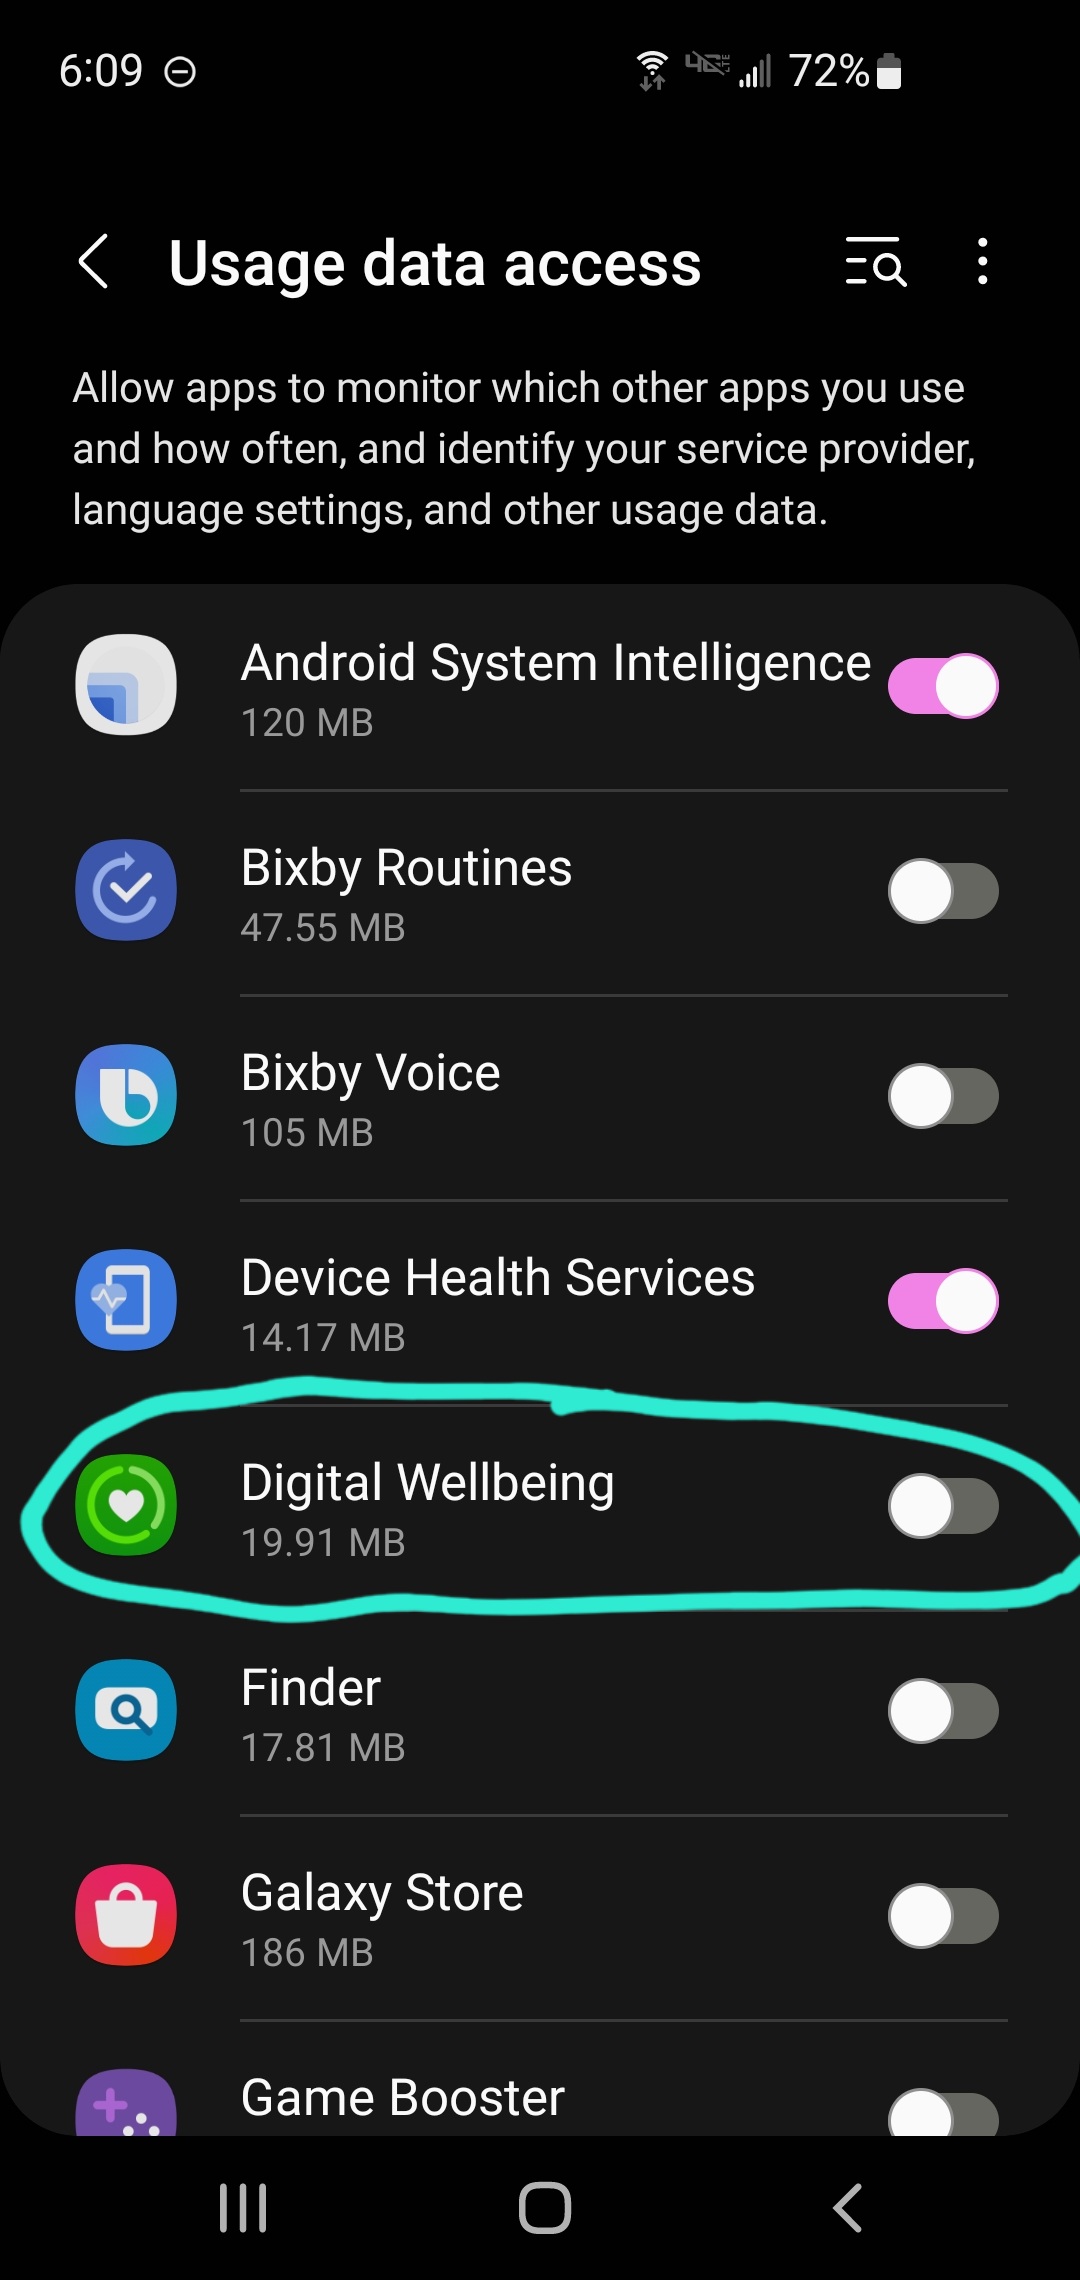 6:09
4G LTE 72%
Usage data access
Allow apps to monitor which other apps you use
and how often, and identify your service provider,
language settings, and other usage data.
Android System Intelligence
120 MB
Bixby Routines
47.55 MB
Bixby Voice
105 MB
Device Health Services
14.17 MB
Digital Wellbeing
19.91 MB
Finder
17.81 MB
Galaxy Store
186 MB
Game Booster